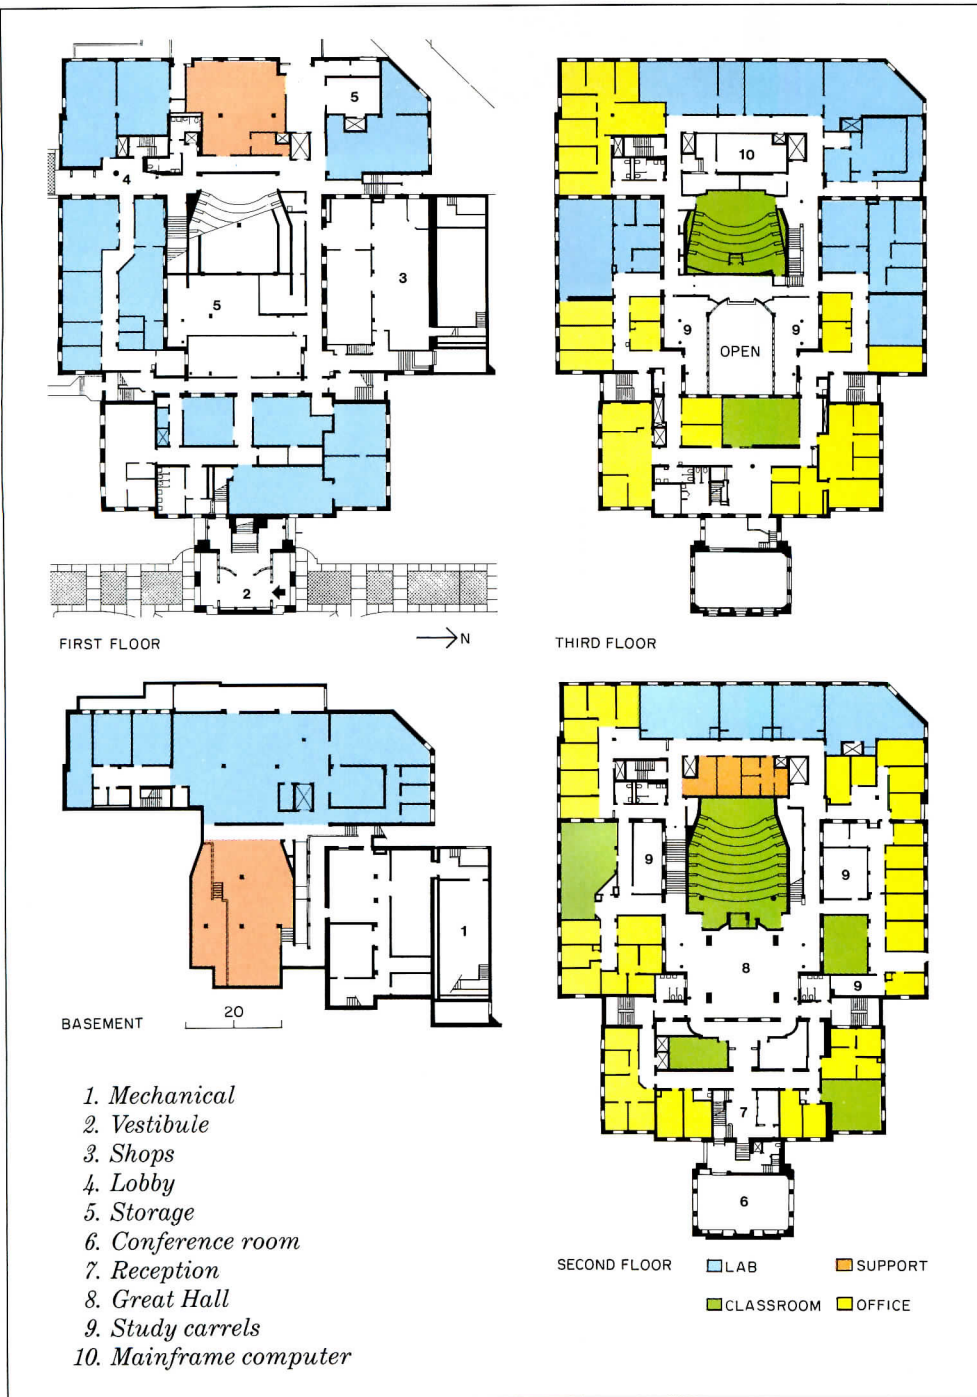 5
4
5
3
2
FIRST FLOOR
N
10
9
9
OPEN
THIRD FLOOR
1
BASEMENT
20
9
9
8
9
7
6
SECOND FLOOR
LAB
SUPPORT
CLASSROOM
OFFICE
1. Mechanical
2. Vestibule
3. Shops
4. Lobby
5. Storage
6. Conference room
7. Reception
8. Great Hall
9. Study carrels
10. Mainframe computer